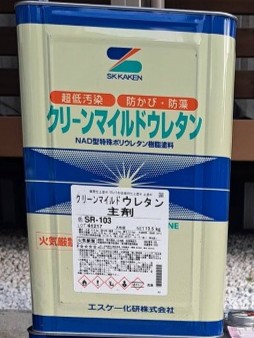 SK KAKEN
超低汚染 防かび・防藻
クリーンマイルドウレタン
NAD型特殊ポリウレタン樹脂塗料
クリーンマイルド ウレタン
主剤
SR-103
火気厳禁
エスケー化研株式会社